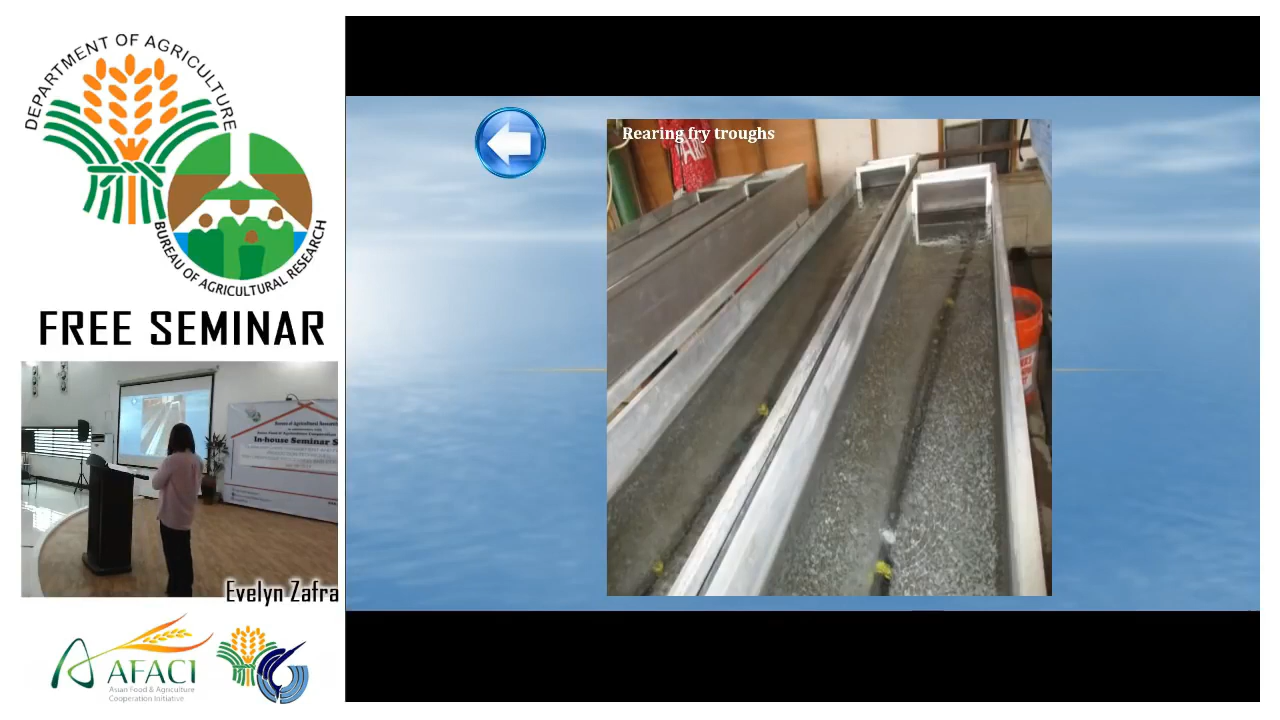 DEPARTMENT OF AGRICULTURE
BUREAU OF AGRICULTURAL RESEARCH
FREE SEMINAR
In-house Seminar S
Evelyn Zafra
AFACI
Asian Food & Agriculture
Cooperation Initiative
Rearing fry troughs